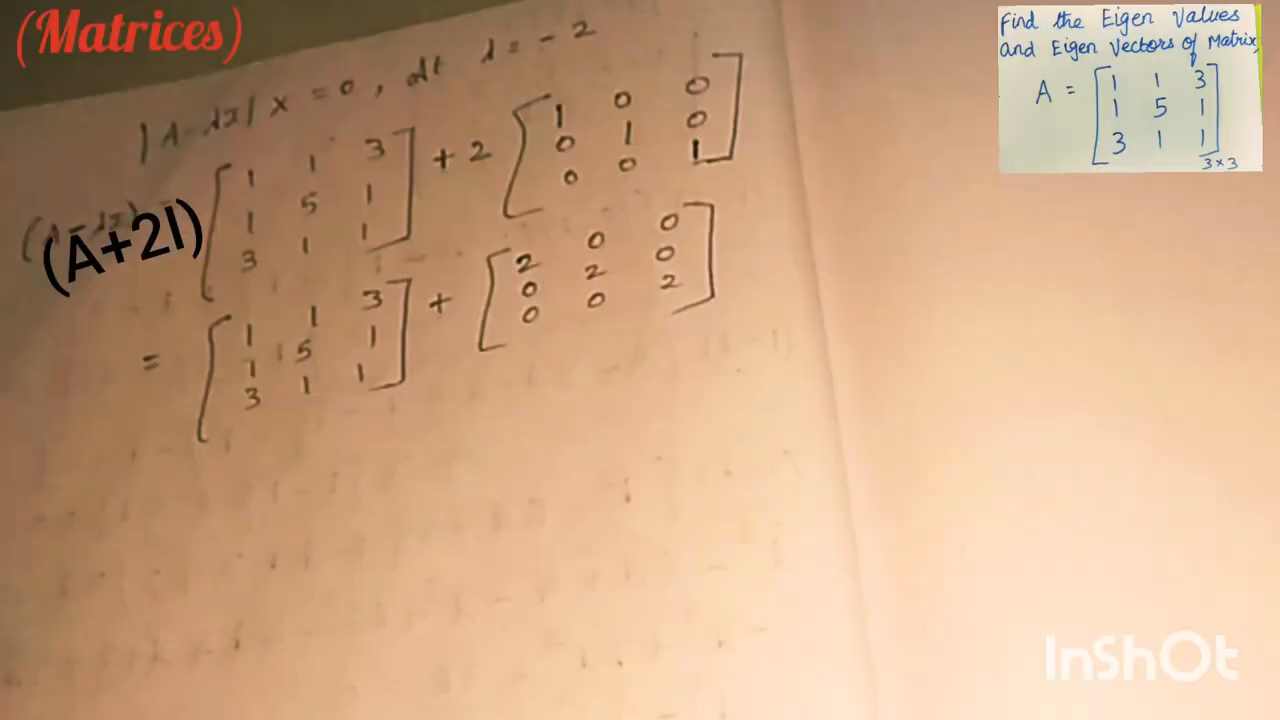 (Matrices)
Find the Eigen Values
and Eigen Vectors of Matrix,
A = [ 1 1 3
1 5 1
3 1 1 ] 3×3
|A-λI| x = 0, At λ = -2
(A+2I) [ 1 1 3 ] + 2 [ 1 0 0 ]
[ 1 5 1 ] [ 0 1 0 ]
[ 3 1 1 ] [ 0 0 1 ]
= [ 1 1 3 ] + [ 2 0 0 ]
[ 1 5 1 ] [ 0 2 0 ]
[ 3 1 1 ] [ 0 0 2 ]
InShOt